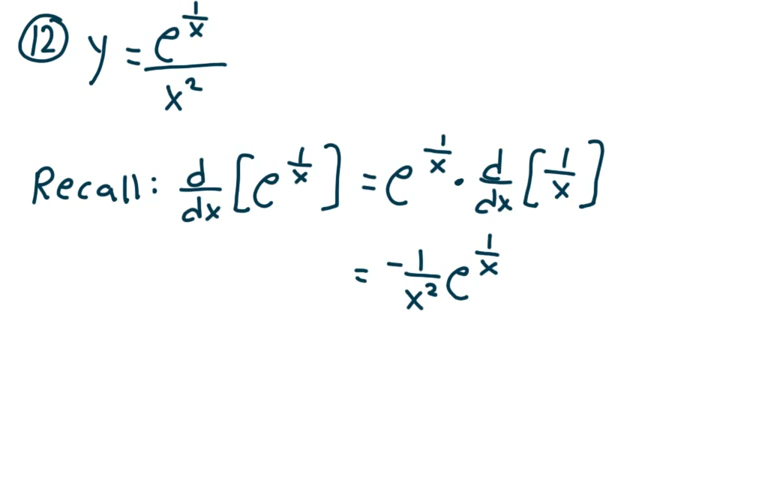 ⑫ y = e^(1/x) / x²
Recall: d/dx [e^(1/x)] = e^(1/x) · d/dx [1/x]
= -1/x² e^(1/x)